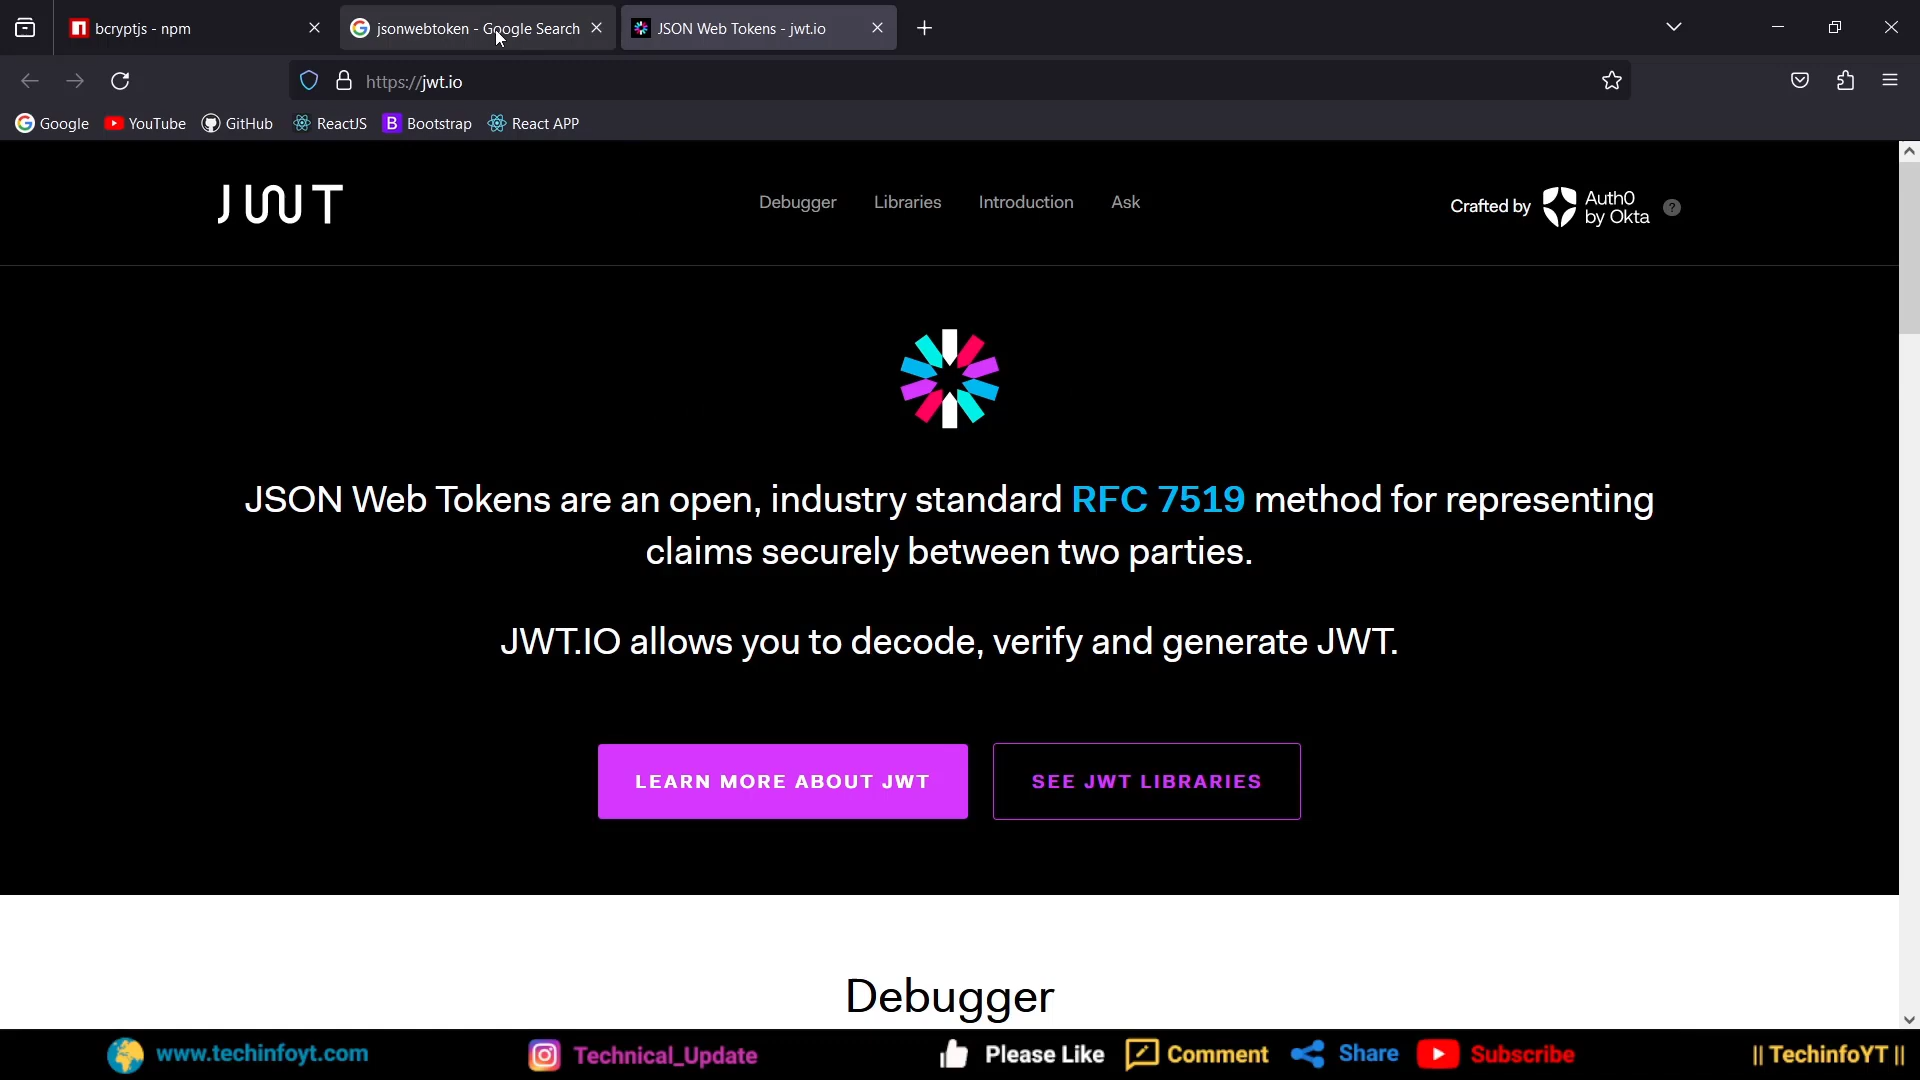 bcryptjs - npm
jsonwebtoken - Google Search
JSON Web Tokens - jwt.io
https://jwt.io
Google
YouTube
GitHub
ReactJS
B Bootstrap
React APP
JWT
Debugger
Libraries
Introduction
Ask
Crafted by
Auth0
by Okta
?
JSON Web Tokens are an open, industry standard RFC 7519 method for representing
claims securely between two parties.
JWT.IO allows you to decode, verify and generate JWT.
LEARN MORE ABOUT JWT
SEE JWT LIBRARIES
Debugger
www.techinfoyt.com
Technical_Update
Please Like
Comment
Share
Subscribe
|| TechinfoYT ||